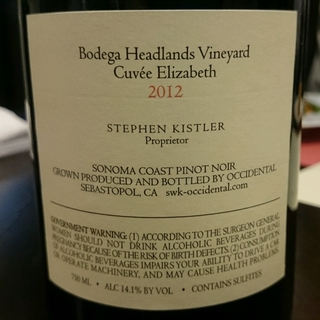 Bodega Headlands Vineyard
Cuvée Elizabeth
2012
STEPHEN KISTLER
Proprietor
SONOMA COAST PINOT NOIR
GROWN PRODUCED AND BOTTLED BY OCCIDENTAL
SEBASTOPOL, CA swk-occidental.com
GOVERNMENT WARNING: (1) ACCORDING TO THE SURGEON GENERAL,
WOMEN SHOULD NOT DRINK ALCOHOLIC BEVERAGES DURING
PREGNANCY BECAUSE OF THE RISK OF BIRTH DEFECTS. (2) CONSUMPTION
OF ALCOHOLIC BEVERAGES IMPAIRS YOUR ABILITY TO DRIVE A CAR
OR OPERATE MACHINERY, AND MAY CAUSE HEALTH PROBLEMS.
750 ML • ALC 14.1% BY VOL • CONTAINS SULFITES